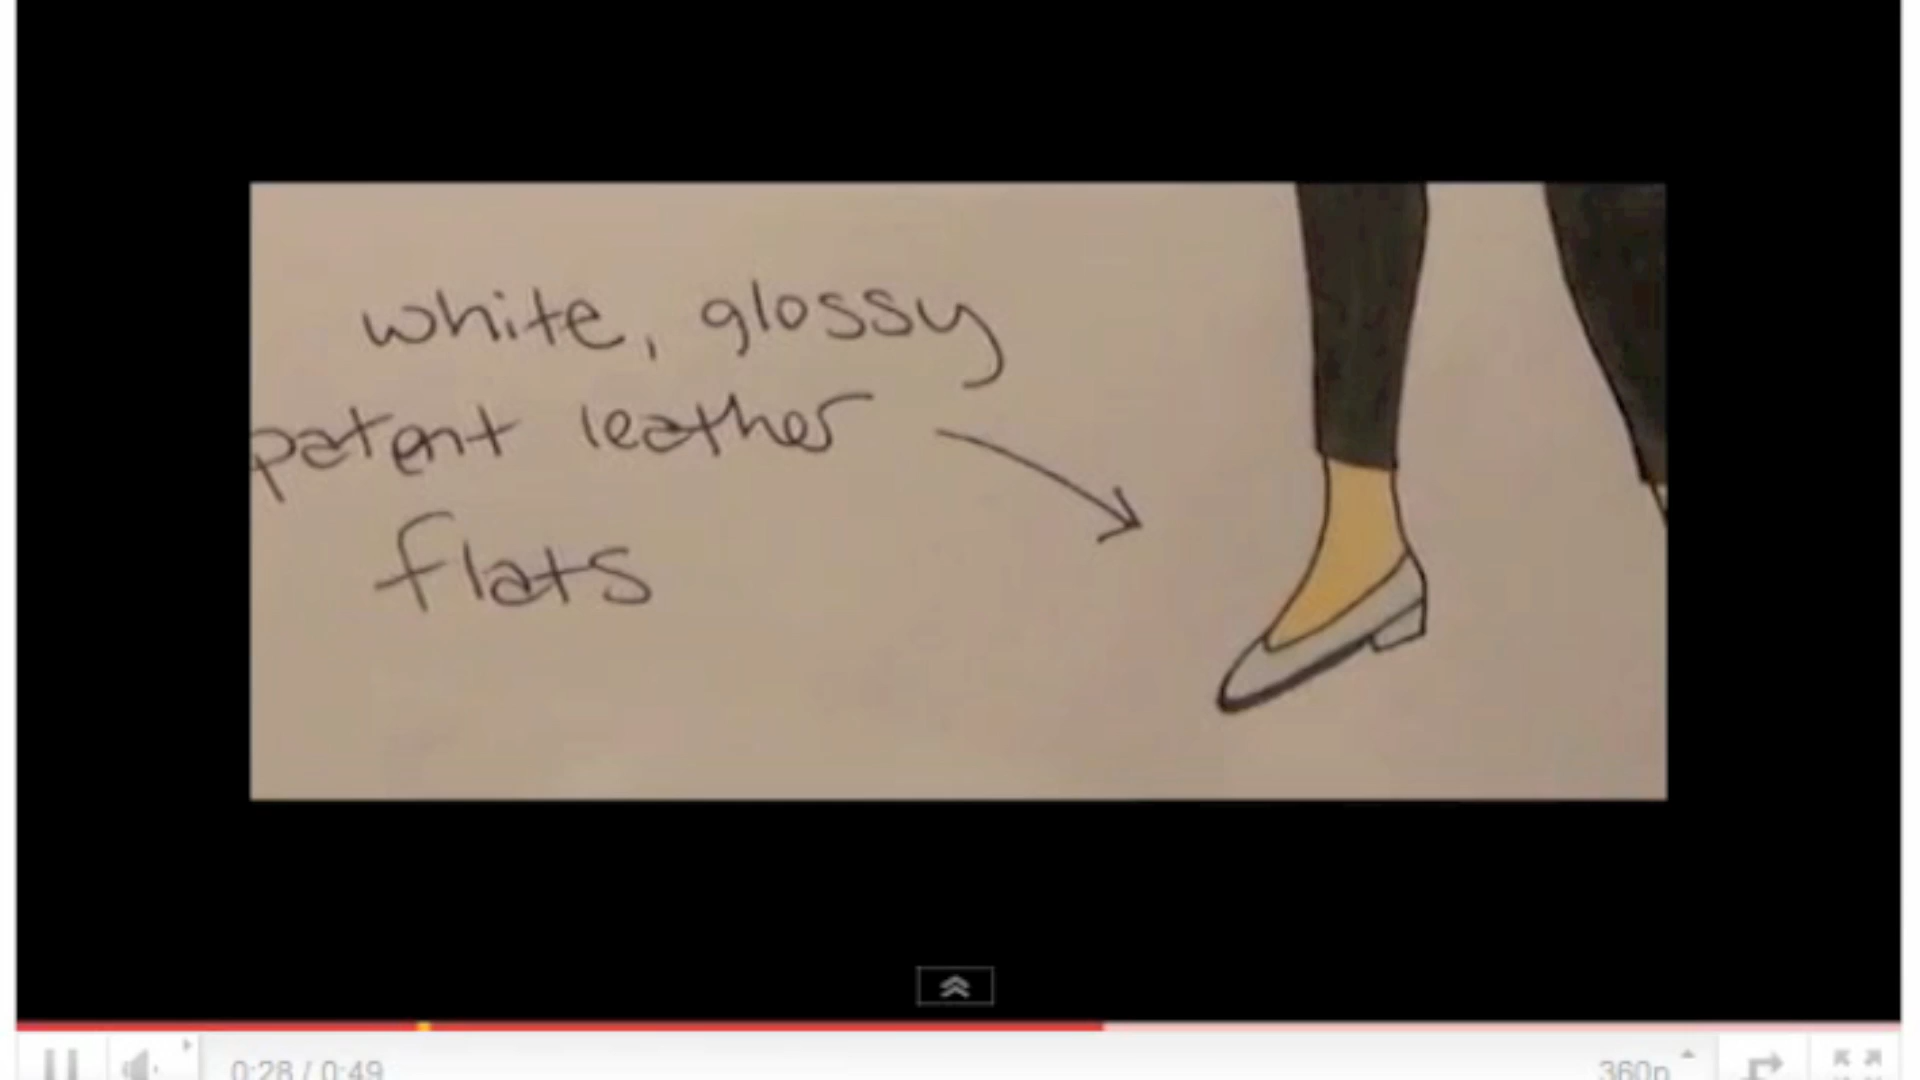 white, glossy
patent leather
flats
0:28 / 0:49
360p